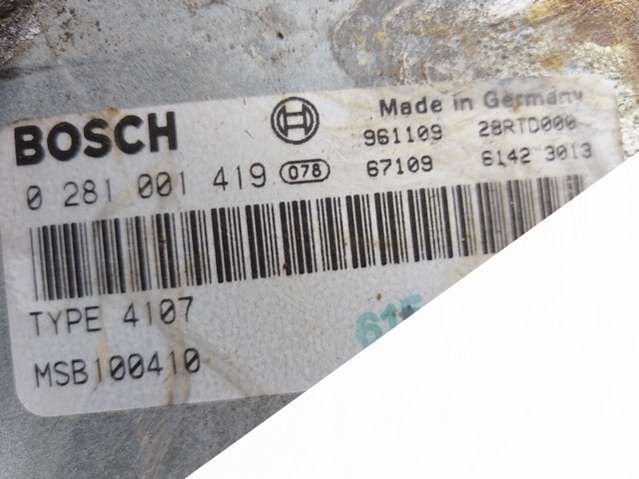 BOSCH
Made in Germany
961109 28RTD000
0 281 001 419 078 67109 6142 3013
TYPE 4107
MSB100410